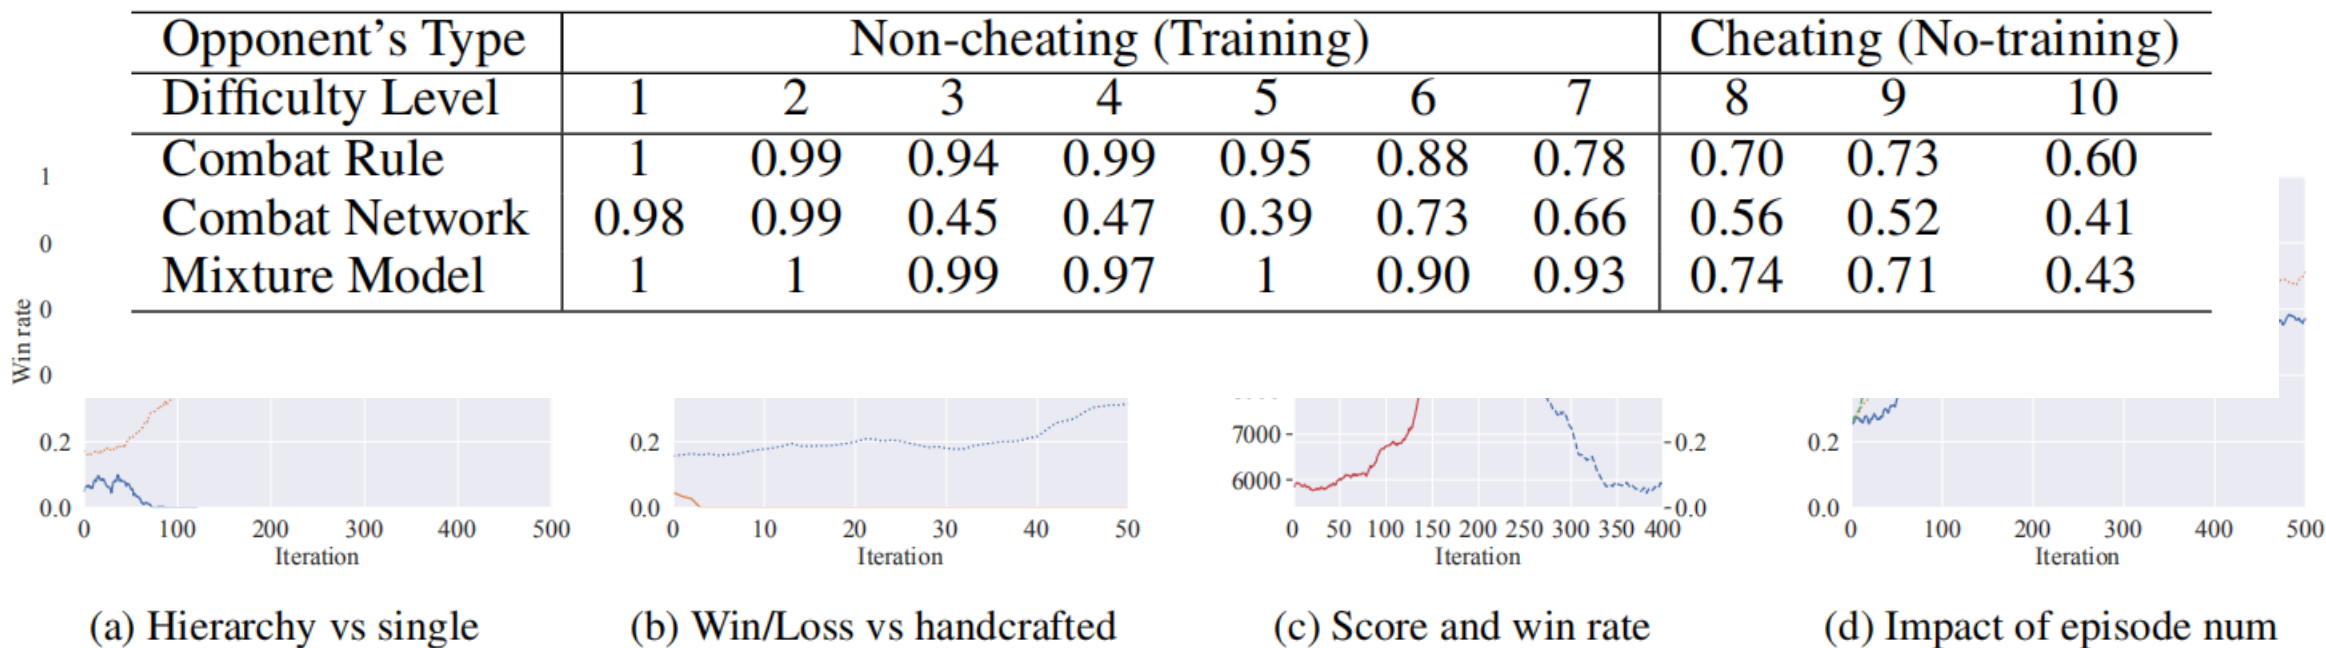 Opponent's Type Non-cheating (Training) Cheating (No-training)
Difficulty Level 1 2 3 4 5 6 7 8 9 10
Combat Rule 1 0.99 0.94 0.99 0.95 0.88 0.78 0.70 0.73 0.60
Combat Network 0.98 0.99 0.45 0.47 0.39 0.73 0.66 0.56 0.52 0.41
Mixture Model 1 1 0.99 0.97 1 0.90 0.93 0.74 0.71 0.43
1
0
0
0
Win rate
0.2
0.0
0 100 200 300 400 500
Iteration
0.2
0.0
0 10 20 30 40 50
Iteration
7000
6000
0.2
0.0
0 50 100 150 200 250 300 350 400
Iteration
0.2
0.0
0 100 200 300 400 500
Iteration
(a) Hierarchy vs single
(b) Win/Loss vs handcrafted
(c) Score and win rate
(d) Impact of episode num